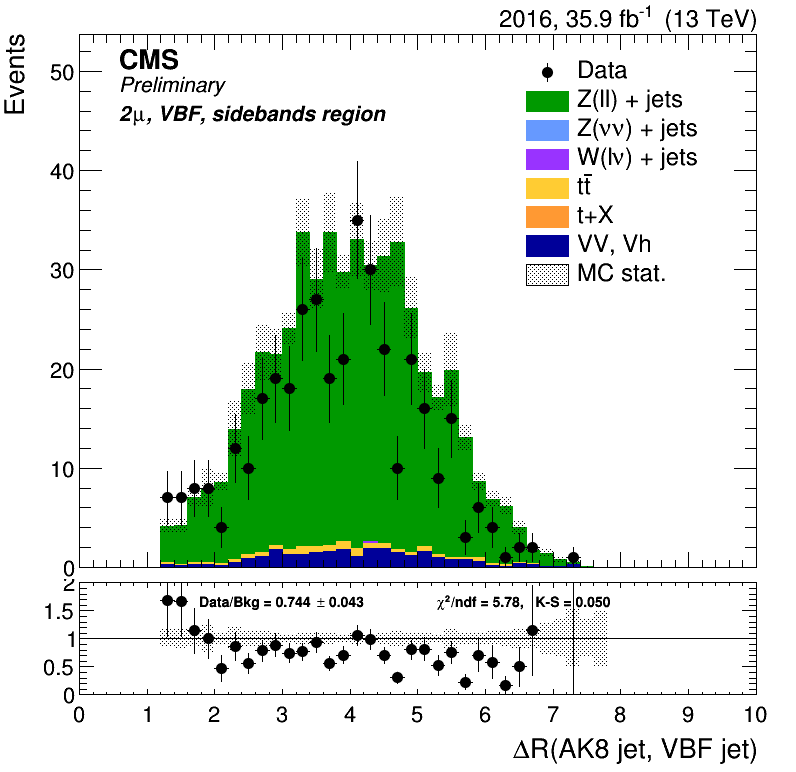 2016, 35.9 fb⁻¹ (13 TeV)
Events
CMS
Preliminary
2μ, VBF, sidebands region
Data
Z(ll) + jets
Z(νν) + jets
W(lν) + jets
tt̄
t+X
VV, Vh
MC stat.
50
40
30
20
10
0
Data/Bkg = 0.744 ± 0.043
χ²/ndf = 5.78, K-S = 0.050
2
1.5
1
0.5
0
0 1 2 3 4 5 6 7 8 9 10
ΔR(AK8 jet, VBF jet)